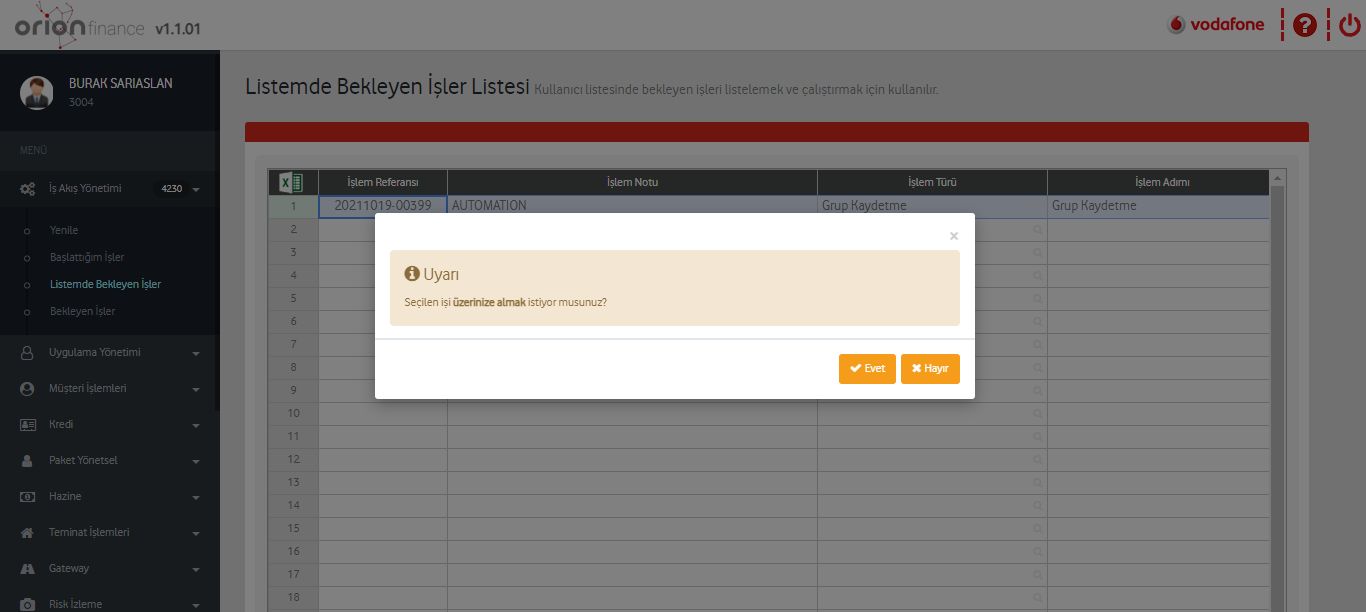 orion finance v1.1.01
vodafone
BURAK SARIASLAN
3004
MENÜ
İş Akış Yönetimi 4230
Yenile
Başlattığım İşler
Listemde Bekleyen İşler
Bekleyen İşler
Uygulama Yönetimi
Müşteri İşlemleri
Kredi
Paket Yönetsel
Hazine
Teminat İşlemleri
Gateway
Risk İzleme
Listemde Bekleyen İşler Listesi Kullanıcı listesinde bekleyen işleri listelemek ve çalıştırmak için kullanılır.
İşlem Referansı İşlem Notu İşlem Türü İşlem Adımı
1 20211019-00399 AUTOMATION Grup Kaydetme Grup Kaydetme
2
3
4
5
6
7
8
9
10
11
12
13
14
15
16
17
18
×
Uyarı
Seçilen işi üzerinize almak istiyor musunuz?
Evet Hayır